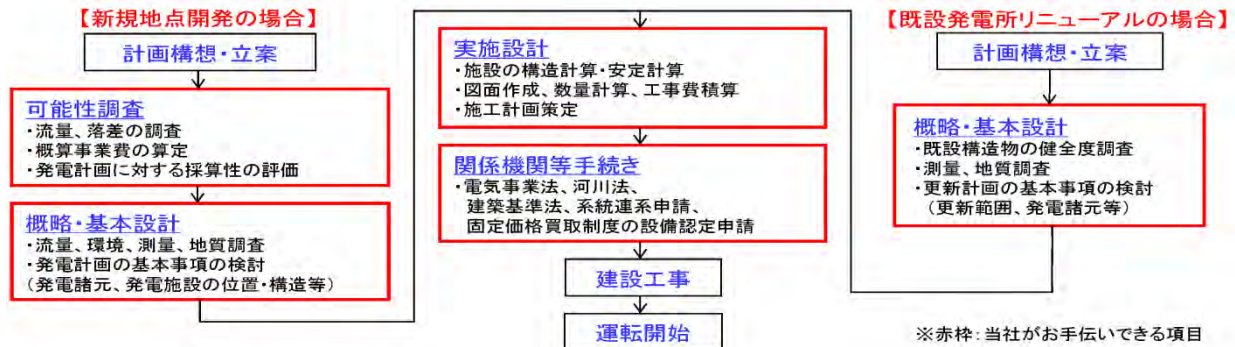 【新規地点開発の場合】
計画構想・立案
可能性調査
・流量、落差の調査
・概算事業費の算定
・発電計画に対する採算性の評価
概略・基本設計
・流量、環境、測量、地質調査
・発電計画の基本事項の検討
(発電諸元、発電施設の位置・構造等)
実施設計
・施設の構造計算・安定計算
・図面作成、数量計算、工事費積算
・施工計画策定
関係機関等手続き
・電気事業法、河川法、
建築基準法、系統連系申請、
固定価格買取制度の設備認定申請
建設工事
運転開始
【既設発電所リニューアルの場合】
計画構想・立案
概略・基本設計
・既設構造物の健全度調査
・測量、地質調査
・更新計画の基本事項の検討
(更新範囲、発電諸元等)
※赤枠:当社がお手伝いできる項目